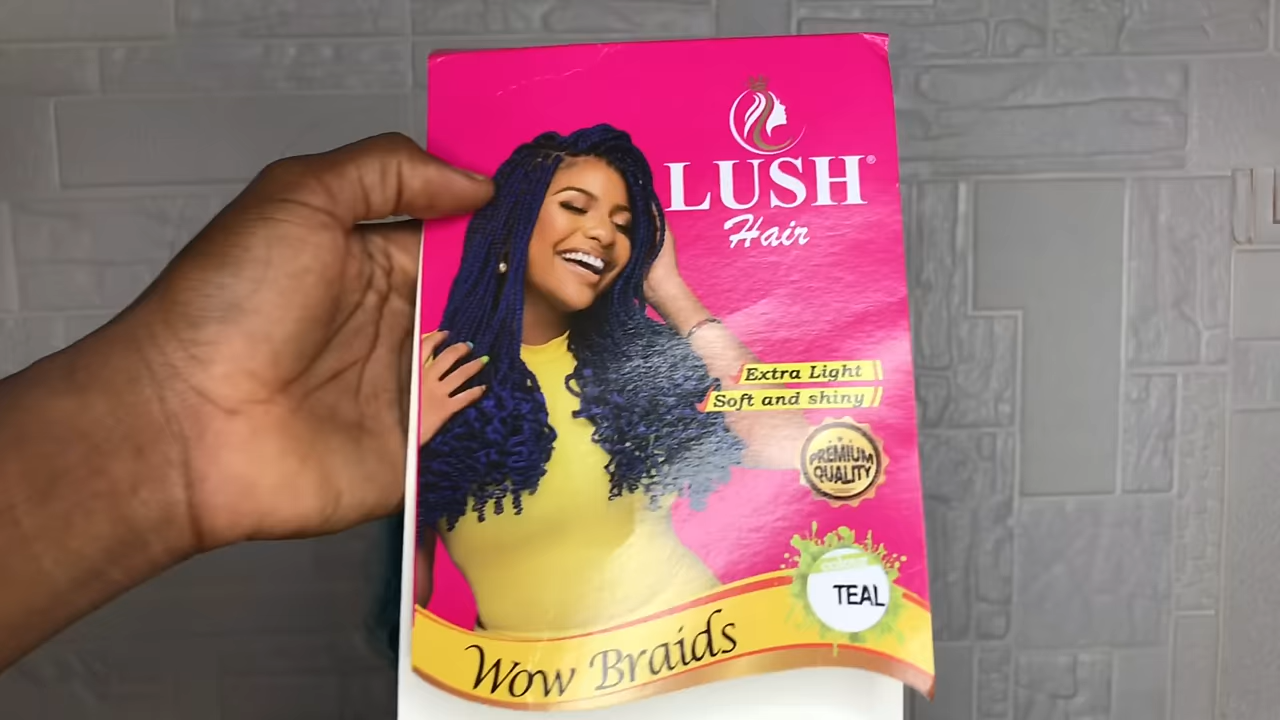 LUSH®
Hair
Extra Light
Soft and shiny
PREMIUM
QUALITY
TEAL
Wow Braids